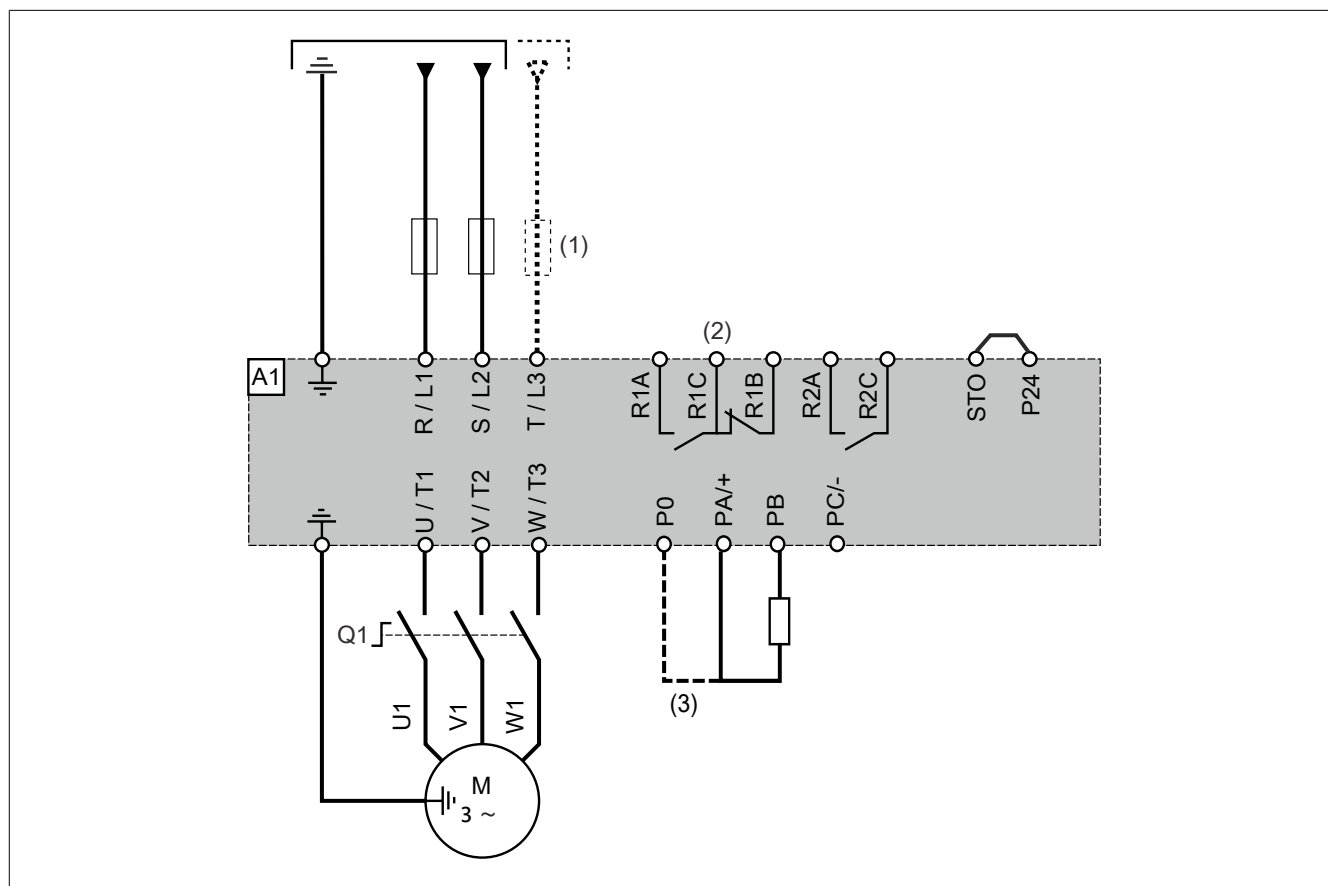 (1)
(2)
A1
R / L1
S / L2
T / L3
R1A
R1C
R1B
R2A
R2C
STO
P24
U / T1
V / T2
W / T3
P0
PA/+
PB
PC/-
Q1
(3)
U1
V1
W1
M
3 ~